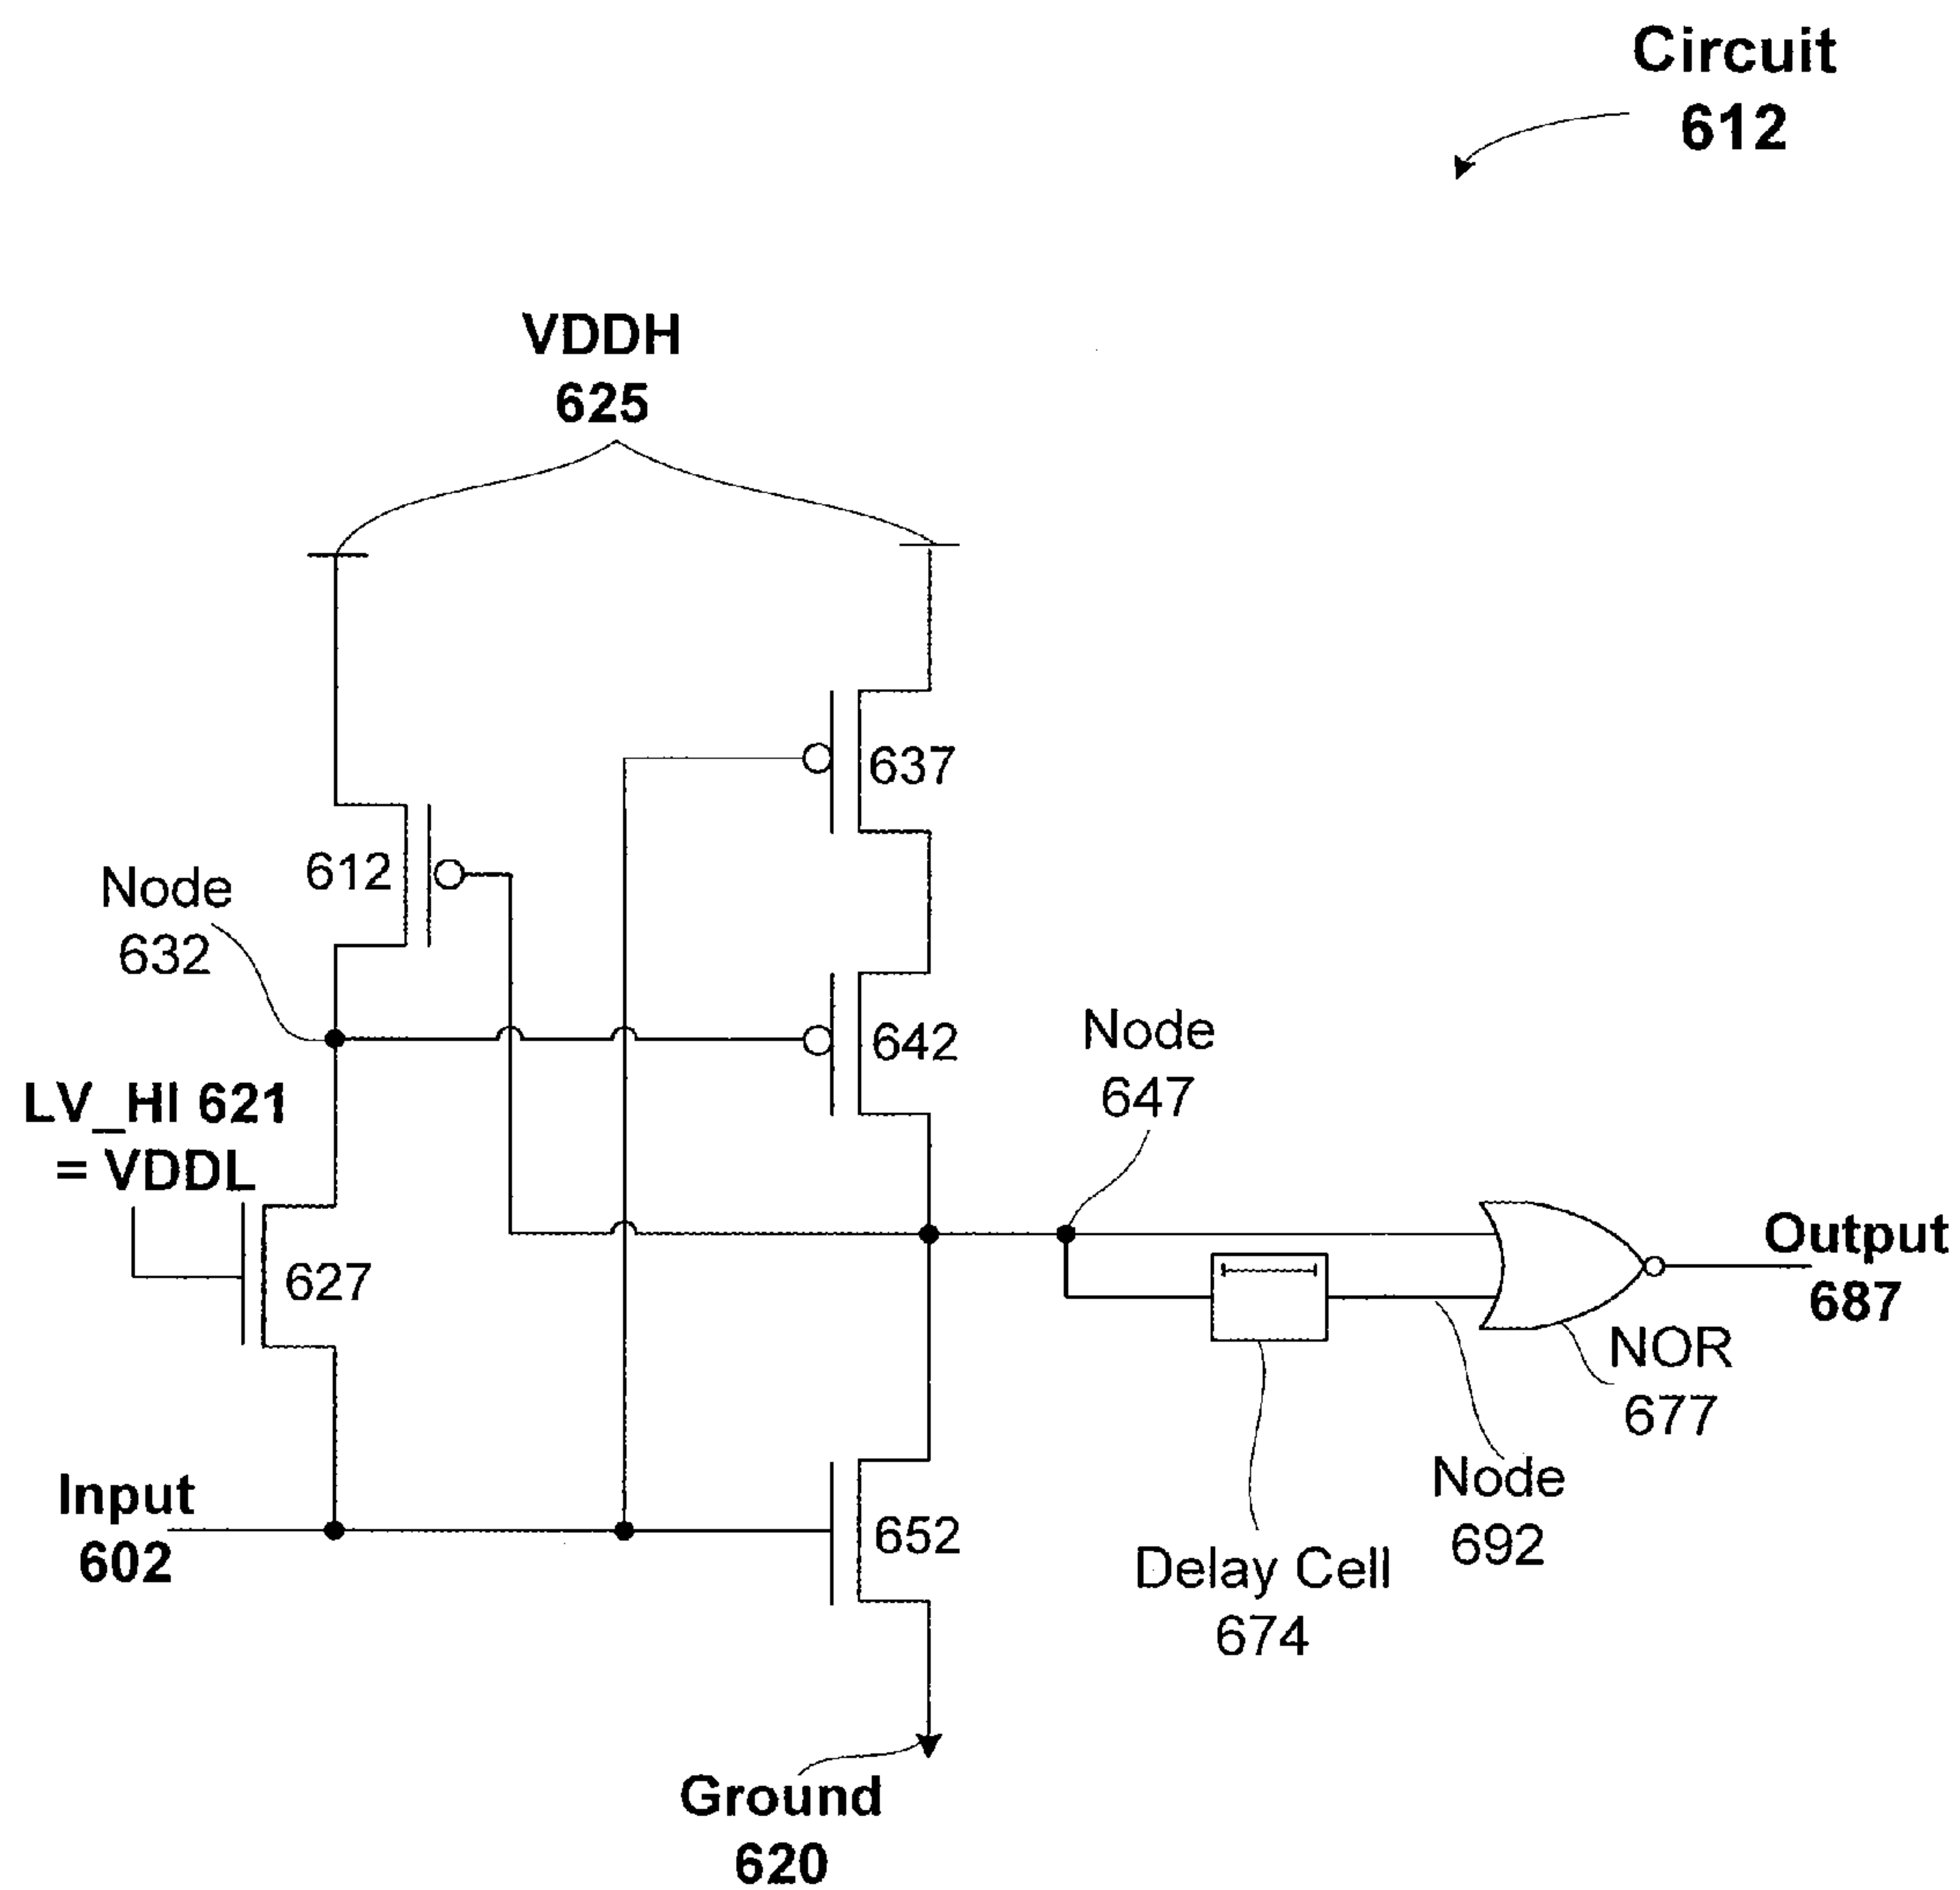 Circuit
612
VDDH
625
637
612
Node
632
642
Node
647
LV_HI 621
= VDDL
627
Output
687
NOR
677
Input
602
652
Node
692
Delay Cell
674
Ground
620